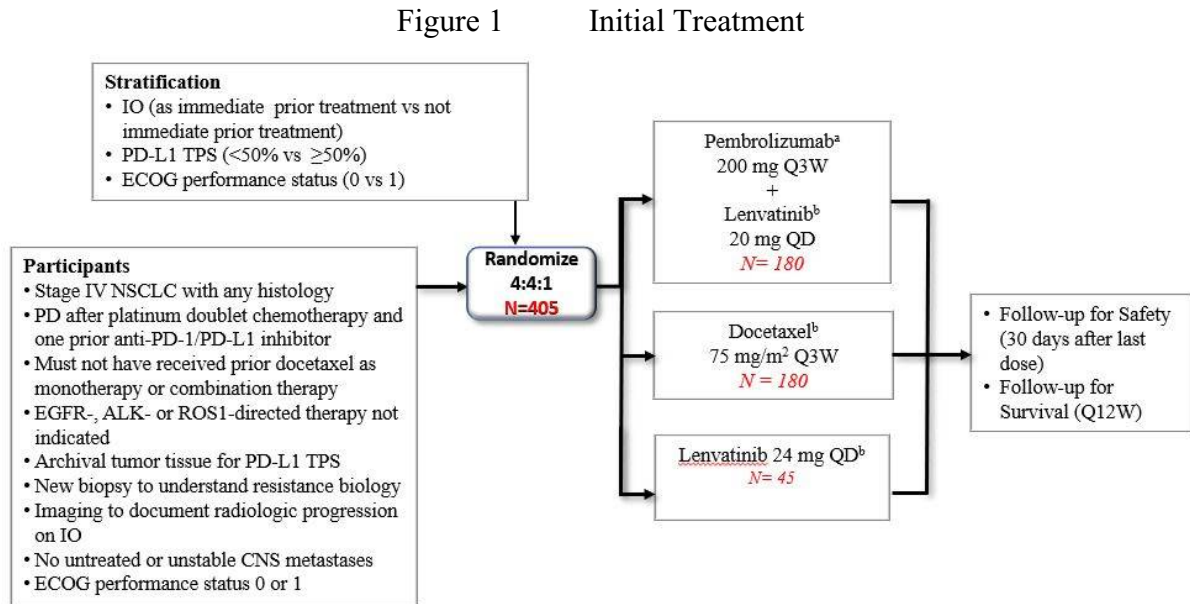 Figure 1 Initial Treatment
Stratification
• IO (as immediate prior treatment vs not
immediate prior treatment)
• PD-L1 TPS (<50% vs ≥50%)
• ECOG performance status (0 vs 1)
Participants
• Stage IV NSCLC with any histology
• PD after platinum doublet chemotherapy and
one prior anti-PD-1/PD-L1 inhibitor
• Must not have received prior docetaxel as
monotherapy or combination therapy
• EGFR-, ALK- or ROS1-directed therapy not
indicated
• Archival tumor tissue for PD-L1 TPS
• New biopsy to understand resistance biology
• Imaging to document radiologic progression
on IO
• No untreated or unstable CNS metastases
• ECOG performance status 0 or 1
Randomize
4:4:1
N=405
Pembrolizumabᵃ
200 mg Q3W
+
Lenvatinibᵇ
20 mg QD
N= 180
Docetaxelᵇ
75 mg/m² Q3W
N = 180
Lenvatinib 24 mg QDᵇ
N= 45
• Follow-up for Safety
(30 days after last
dose)
• Follow-up for
Survival (Q12W)